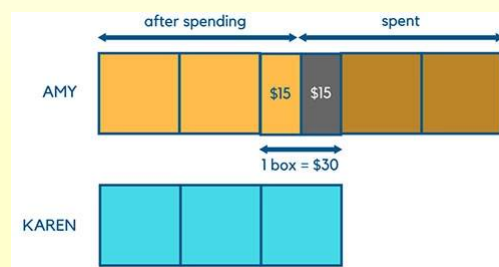 after spending spent
AMY $15 $15
1 box = $30
KAREN